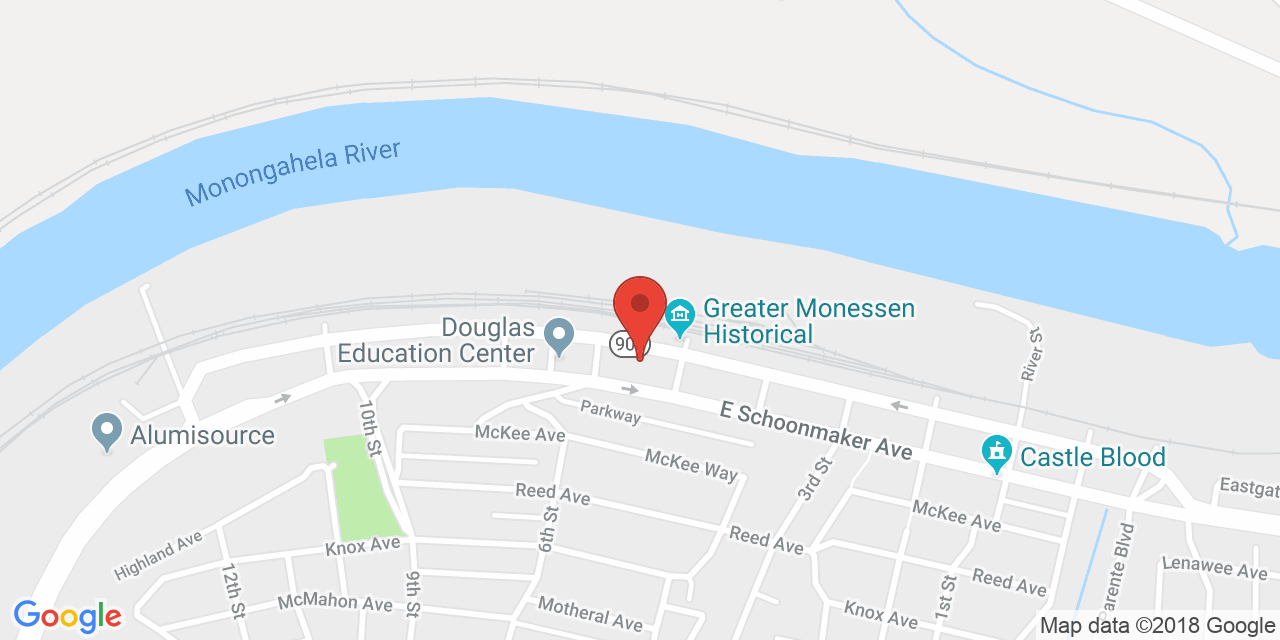 Monongahela River
Greater Monessen
Historical
Douglas
Education Center
River St
E Schoonmaker Ave
Parkway
10th St
Alumisource
McKee Ave
McKee Way
3rd St
Castle Blood
Reed Ave
Eastgat
McKee Ave
6th St
Reed Ave
Highland Ave
Knox Ave
Parente Blvd
Lenawee Ave
12th St
9th St
Reed Ave
1st St
McMahon Ave
Motheral Ave
Knox Ave
Google
Map data ©2018 Google